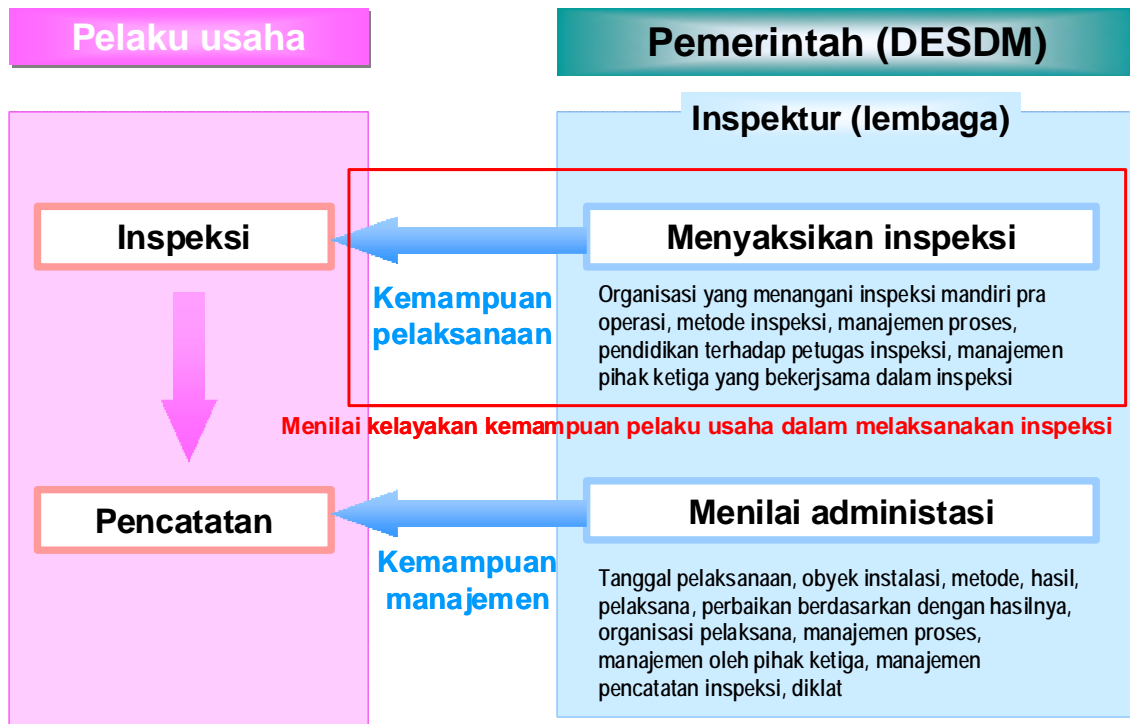 Pelaku usaha
Pemerintah (DESDM)
Inspektur (lembaga)
Inspeksi
Menyaksikan inspeksi
Kemampuan
pelaksanaan
Organisasi yang menangani inspeksi mandiri pra
operasi, metode inspeksi, manajemen proses,
pendidikan terhadap petugas inspeksi, manajemen
pihak ketiga yang bekerjsama dalam inspeksi
Menilai kelayakan kemampuan pelaku usaha dalam melaksanakan inspeksi
Pencatatan
Menilai administasi
Kemampuan
manajemen
Tanggal pelaksanaan, obyek instalasi, metode, hasil,
pelaksana, perbaikan berdasarkan dengan hasilnya,
organisasi pelaksana, manajemen proses,
manajemen oleh pihak ketiga, manajemen
pencatatan inspeksi, diklat